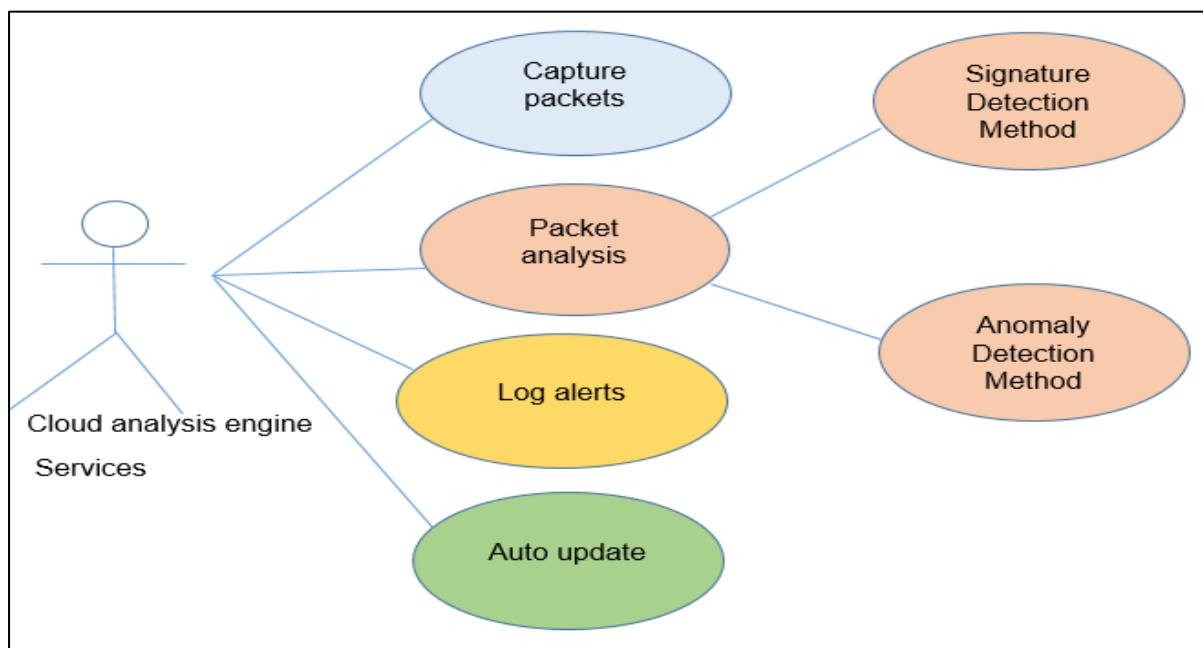 Capture
packets
Signature
Detection
Method
Packet
analysis
Anomaly
Detection
Method
Log alerts
Cloud analysis engine
Services
Auto update